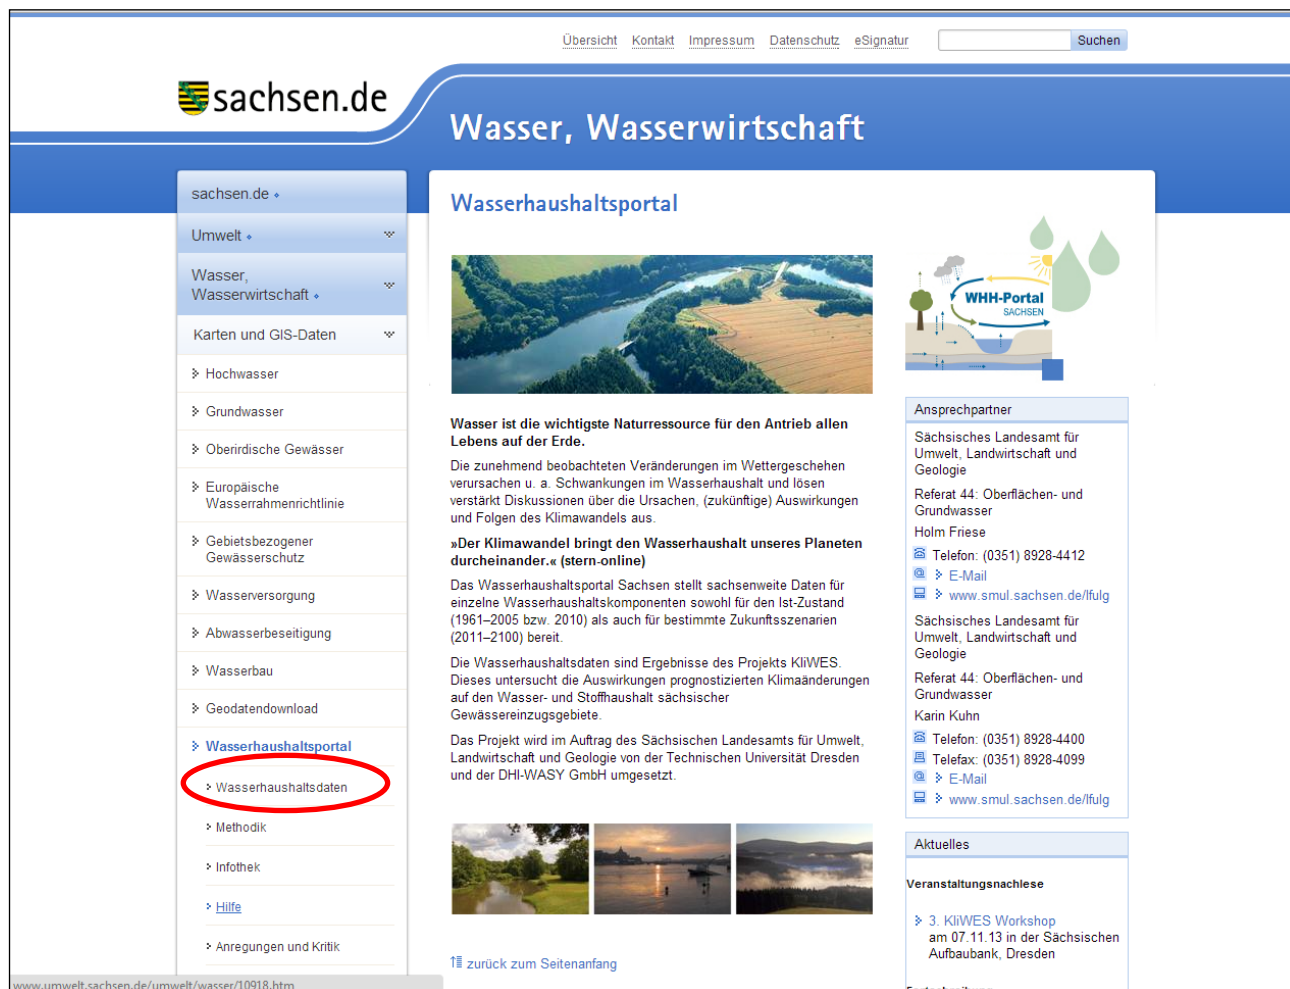 Übersicht Kontakt Impressum Datenschutz eSignatur Suchen
sachsen.de
Wasser, Wasserwirtschaft
sachsen.de
Umwelt
Wasser,
Wasserwirtschaft
Karten und GIS-Daten
Hochwasser
Grundwasser
Oberirdische Gewässer
Europäische
Wasserrahmenrichtlinie
Gebietsbezogener
Gewässerschutz
Wasserversorgung
Abwasserbeseitigung
Wasserbau
Geodatendownload
Wasserhaushaltsportal
Wasserhaushaltsdaten
Methodik
Infothek
Hilfe
Anregungen und Kritik
www.umwelt.sachsen.de/umwelt/wasser/10918.htm
Wasserhaushaltsportal
Wasser ist die wichtigste Naturressource für den Antrieb allen
Lebens auf der Erde.
Die zunehmend beobachteten Veränderungen im Wettergeschehen
verursachen u. a. Schwankungen im Wasserhaushalt und lösen
verstärkt Diskussionen über die Ursachen, (zukünftige) Auswirkungen
und Folgen des Klimawandels aus.
»Der Klimawandel bringt den Wasserhaushalt unseres Planeten
durcheinander.« (stern-online)
Das Wasserhaushaltsportal Sachsen stellt sachsenweite Daten für
einzelne Wasserhaushaltskomponenten sowohl für den Ist-Zustand
(1961–2005 bzw. 2010) als auch für bestimmte Zukunftsszenarien
(2011–2100) bereit.
Die Wasserhaushaltsdaten sind Ergebnisse des Projekts KliWES.
Dieses untersucht die Auswirkungen prognostizierten Klimaänderungen
auf den Wasser- und Stoffhaushalt sächsischer
Gewässereinzugsgebiete.
Das Projekt wird im Auftrag des Sächsischen Landesamts für Umwelt,
Landwirtschaft und Geologie von der Technischen Universität Dresden
und der DHI-WASY GmbH umgesetzt.
zurück zum Seitenanfang
WHH-Portal
SACHSEN
Ansprechpartner
Sächsisches Landesamt für
Umwelt, Landwirtschaft und
Geologie
Referat 44: Oberflächen- und
Grundwasser
Holm Friese
Telefon: (0351) 8928-4412
E-Mail
www.smul.sachsen.de/lfulg
Sächsisches Landesamt für
Umwelt, Landwirtschaft und
Geologie
Referat 44: Oberflächen- und
Grundwasser
Karin Kuhn
Telefon: (0351) 8928-4400
Telefax: (0351) 8928-4099
E-Mail
www.smul.sachsen.de/lfulg
Aktuelles
Veranstaltungsnachlese
3. KliWES Workshop
am 07.11.13 in der Sächsischen
Aufbaubank, Dresden